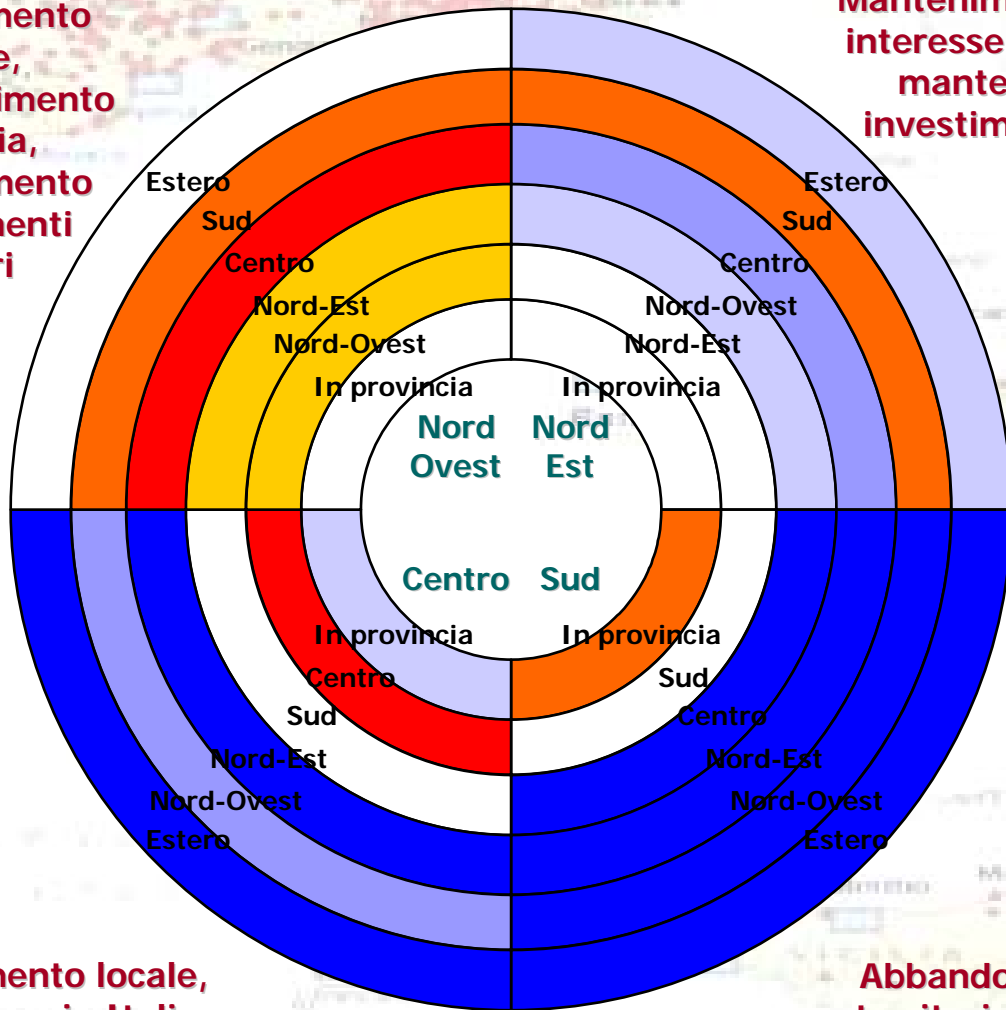 mento
e,
imento
ia,
mento
menti
ri
interesse
mante
investim
Estero
Sud
Centro
Nord-Est
Nord-Ovest
In provincia
Estero
Sud
Centro
Nord-Ovest
Nord-Est
In provincia
Nord
Ovest
Nord
Est
Centro
Sud
In provincia
Centro
Sud
Nord-Est
Nord-Ovest
Estero
In provincia
Sud
Centro
Nord-Est
Nord-Ovest
Estero
mento locale,
Abbando